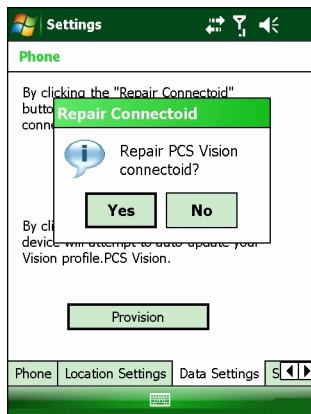 Settings
Phone
By clicking the "Repair Connectoid"
butto
conne
Repair Connectoid
Repair PCS Vision
connectoid?
Yes No
By cli
device will attempt to auto update your
Vision profile.PCS Vision.
Provision
Phone Location Settings Data Settings S